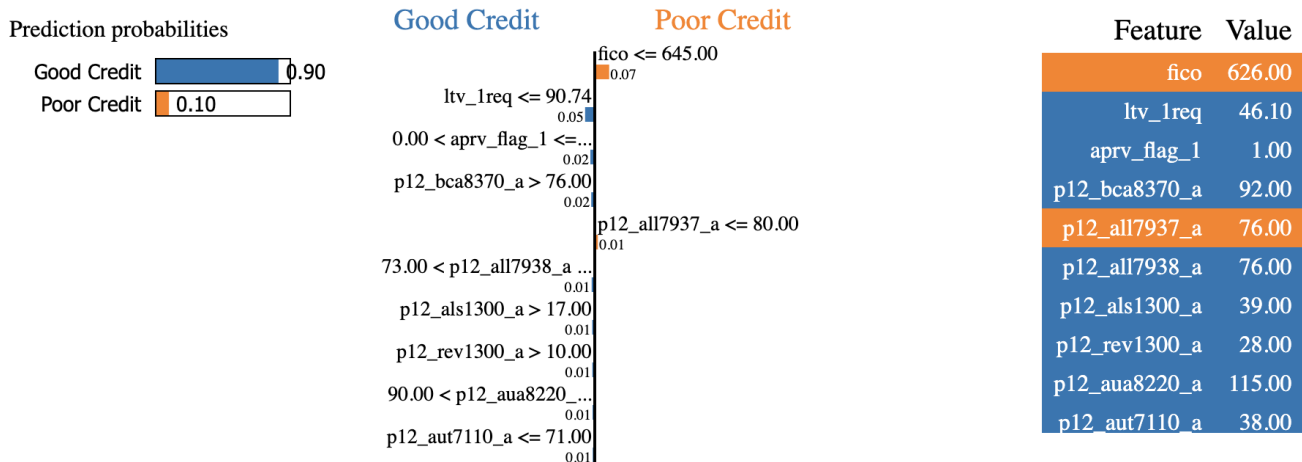 Prediction probabilities
Good Credit 0.90
Poor Credit 0.10
Good Credit Poor Credit
fico <= 645.00
0.07
ltv_1req <= 90.74
0.05
0.00 < aprv_flag_1 <=...
0.02
p12_bca8370_a > 76.00
0.02
p12_all7937_a <= 80.00
0.01
73.00 < p12_all7938_a ...
0.01
p12_als1300_a > 17.00
0.01
p12_rev1300_a > 10.00
0.01
90.00 < p12_aua8220_...
0.01
p12_aut7110_a <= 71.00
0.01
Feature Value
fico 626.00
ltv_1req 46.10
aprv_flag_1 1.00
p12_bca8370_a 92.00
p12_all7937_a 76.00
p12_all7938_a 76.00
p12_als1300_a 39.00
p12_rev1300_a 28.00
p12_aua8220_a 115.00
p12_aut7110_a 38.00